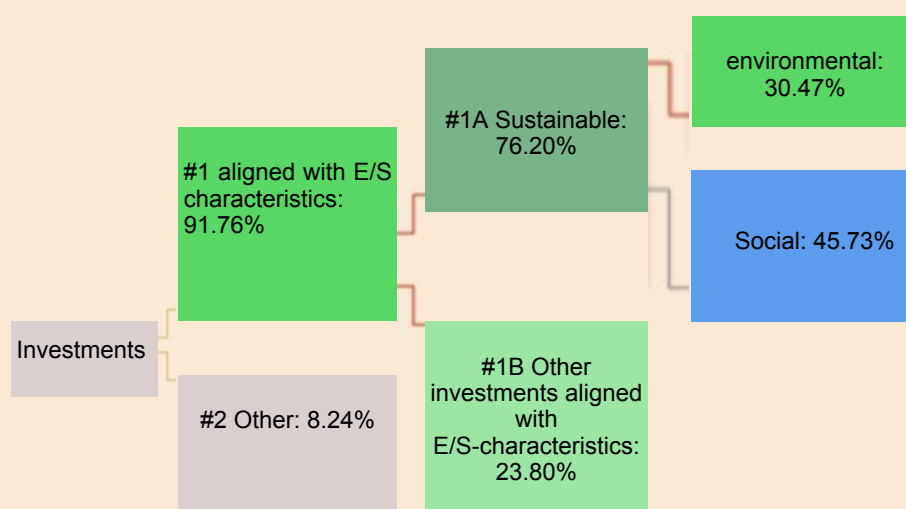 Investments
#1 aligned with E/S
characteristics:
91.76%
#2 Other: 8.24%
#1A Sustainable:
76.20%
#1B Other
investments aligned
with
E/S-characteristics:
23.80%
environmental:
30.47%
Social: 45.73%